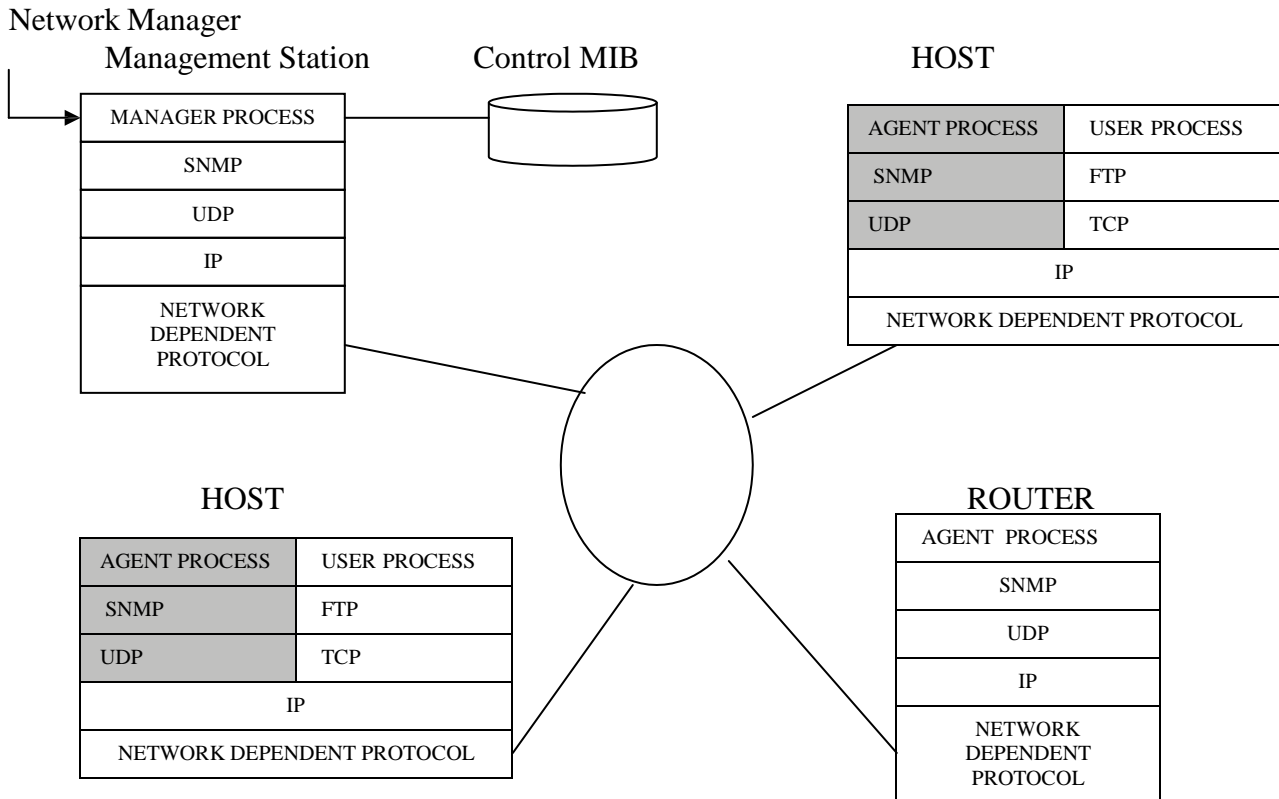 Network Manager
Management Station
Control MIB
HOST
MANAGER PROCESS
SNMP
UDP
IP
NETWORK
DEPENDENT
PROTOCOL
AGENT PROCESS
USER PROCESS
SNMP
FTP
UDP
TCP
IP
NETWORK DEPENDENT PROTOCOL
HOST
AGENT PROCESS
USER PROCESS
SNMP
FTP
UDP
TCP
IP
NETWORK DEPENDENT PROTOCOL
ROUTER
AGENT PROCESS
SNMP
UDP
IP
NETWORK
DEPENDENT
PROTOCOL